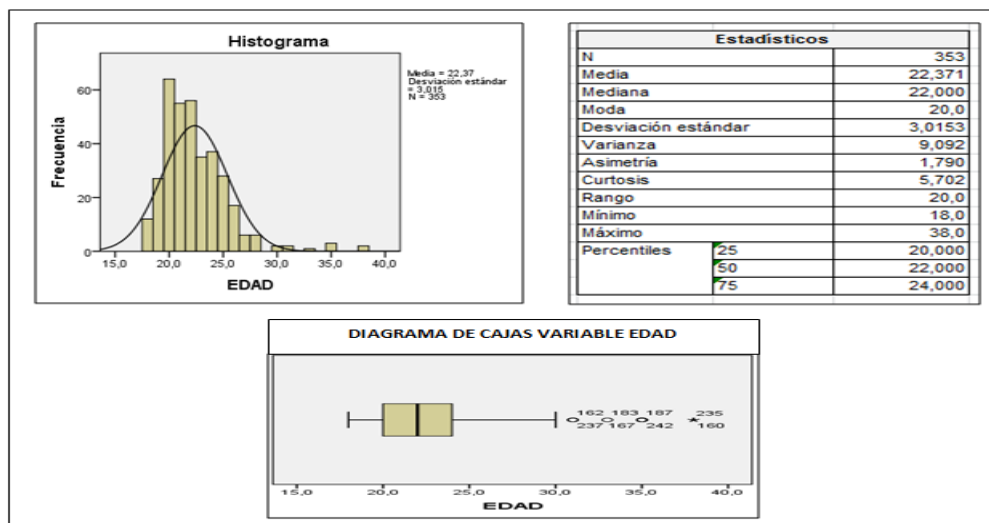 Histograma
Media = 22,37
Desviación estándar
= 3,015
N = 353
Frecuencia
60
40
20
0
15,0 20,0 25,0 30,0 35,0 40,0
EDAD
Estadísticos
N 353
Media 22,371
Mediana 22,000
Moda 20,0
Desviación estándar 3,0153
Varianza 9,092
Asimetría 1,790
Curtosis 5,702
Rango 20,0
Mínimo 18,0
Máximo 38,0
Percentiles 25 20,000
50 22,000
75 24,000
DIAGRAMA DE CAJAS VARIABLE EDAD
162 183 187 235
237 167 242 160
15,0 20,0 25,0 30,0 35,0 40,0
EDAD